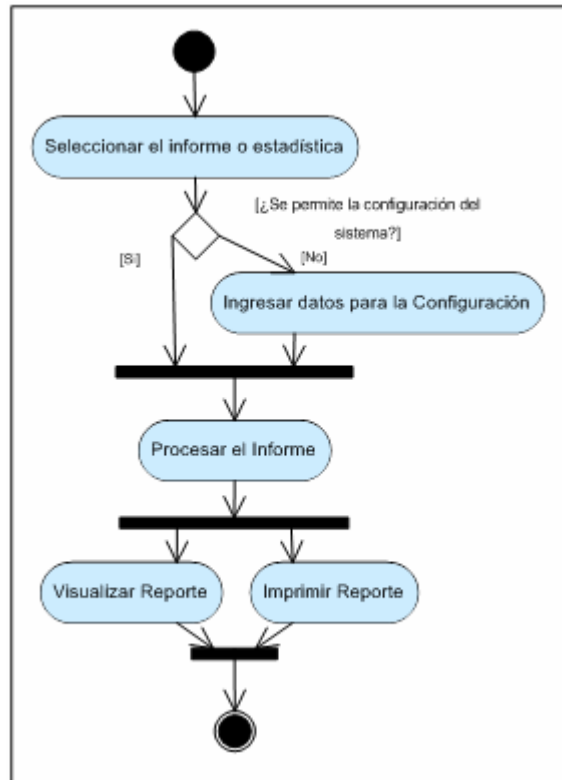 Seleccionar el informe o estadística
[¿Se permite la configuración del
sistema?]
[Si]
[No]
Ingresar datos para la Configuración
Procesar el Informe
Visualizar Reporte
Imprimir Reporte